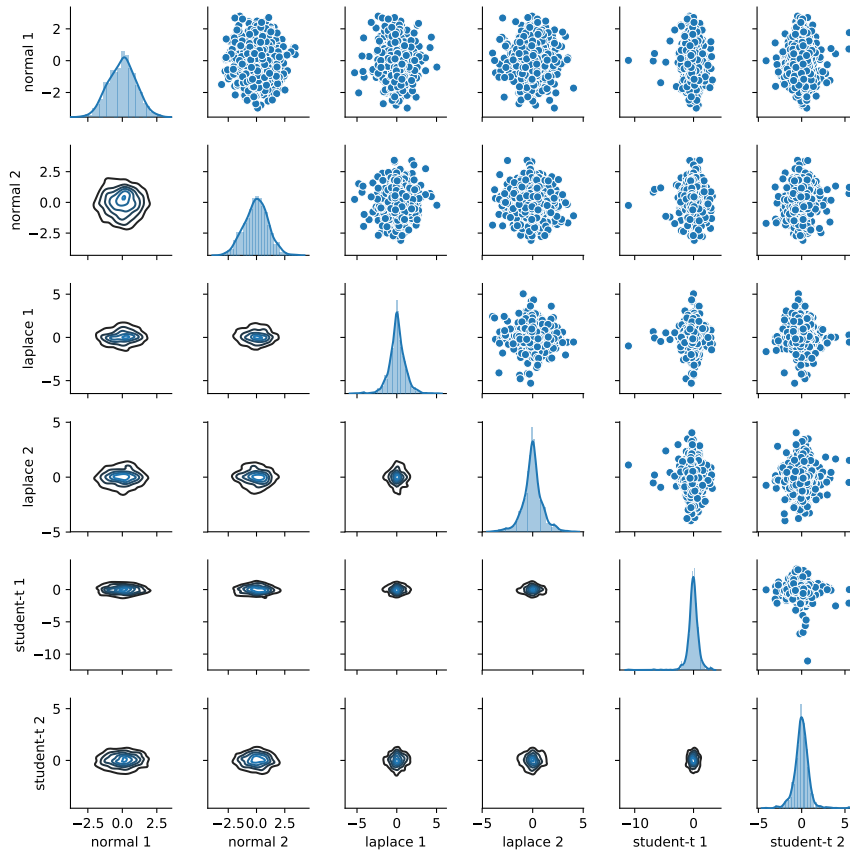 2
0
−2
normal 1
2.5
0.0
−2.5
normal 2
5
0
−5
laplace 1
5
0
−5
laplace 2
0
−5
−10
student-t 1
5
0
student-t 2
−2.5 0.0 2.5
normal 1
−2.5 0.0 2.5
normal 2
−5 0 5
laplace 1
−5 0 5
laplace 2
−10 0
student-t 1
−5 0 5
student-t 2